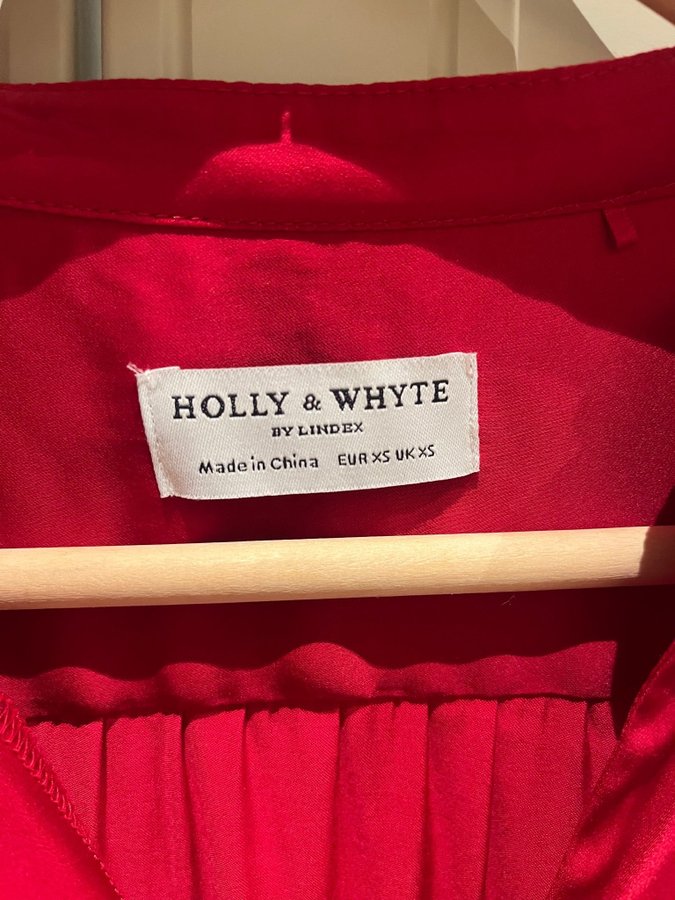 HOLLY & WHYTE
BY LINDEX
Made in China EUR XS UK XS